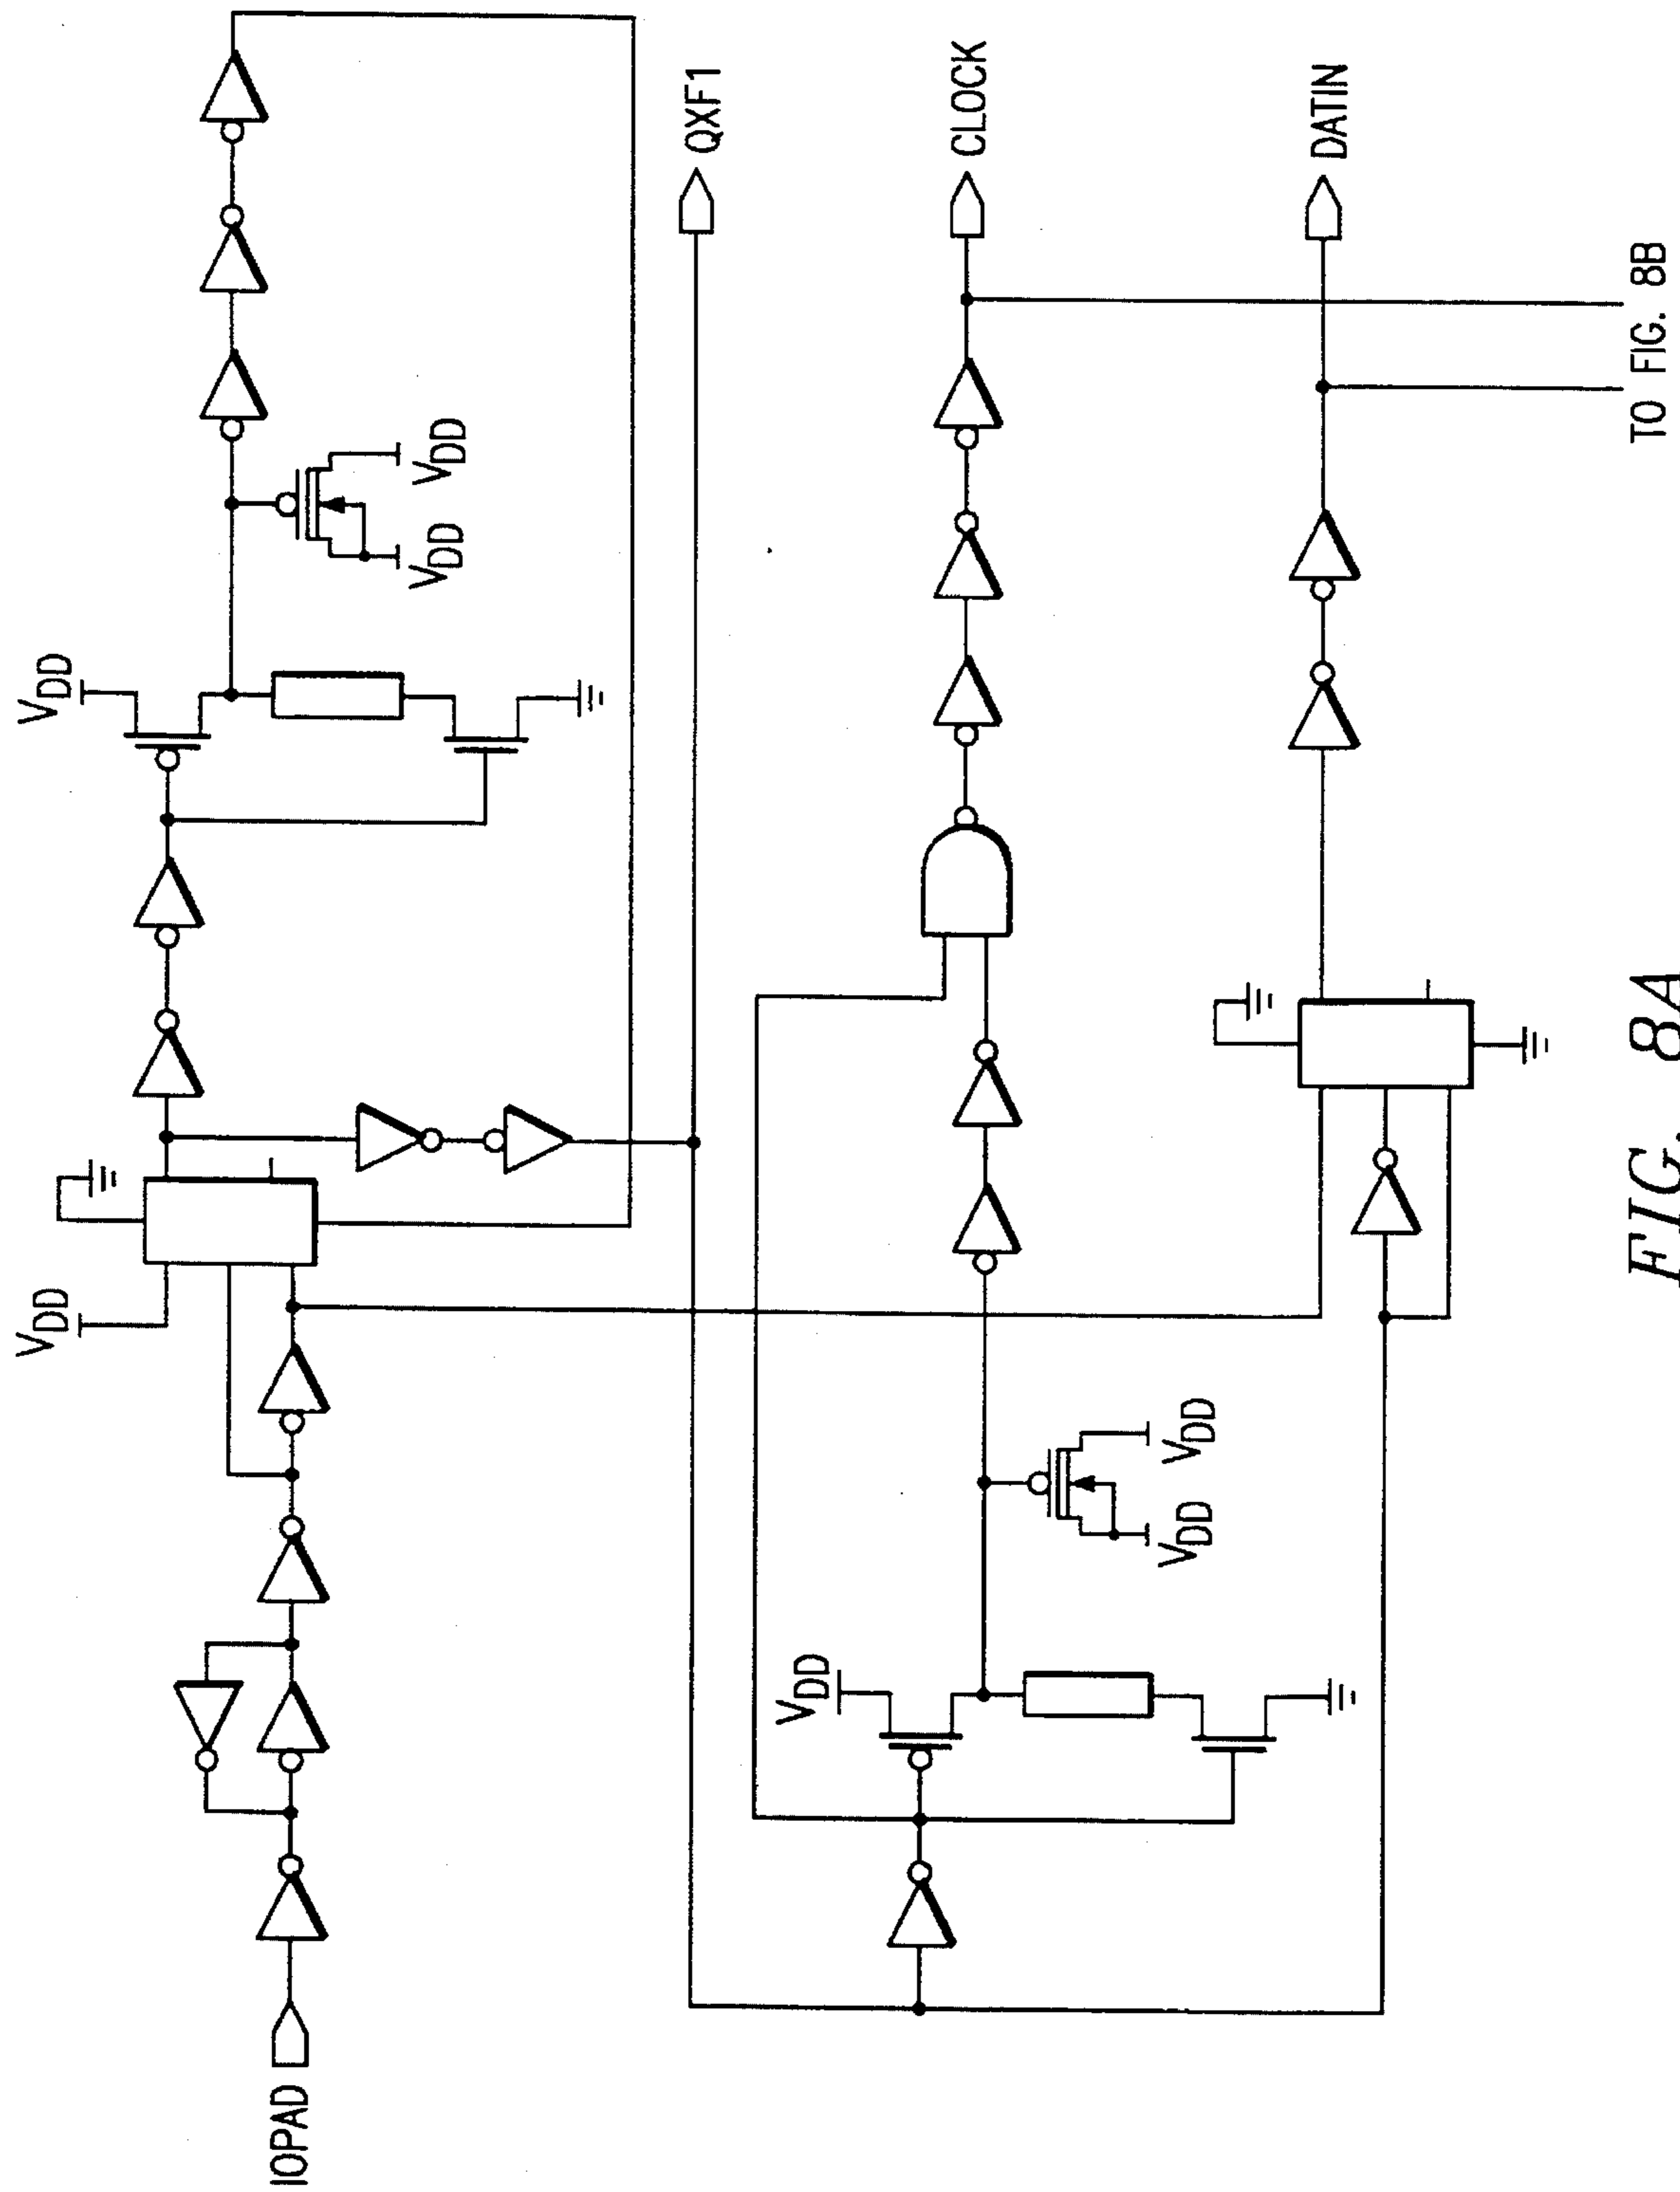 IOPAD
VDD
VDD
VDD
VDD
QXF1
VDD
VDD
VDD
CLOCK
DATIN
TO FIG. 8B
FIG. 8A